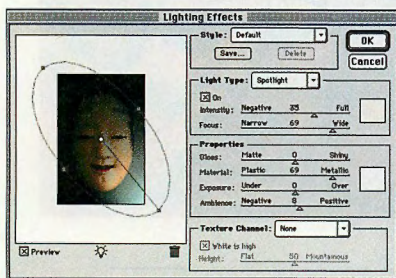 Lighting Effects
Style: Default
Save... Delete
OK
Cancel
Light Type: Spotlight
On
Intensity: Negative 35 Full
Focus: Narrow 69 Wide
Properties
Gloss: Matte 0 Shiny
Material: Plastic 69 Metallic
Exposure: Under 0 Over
Ambience: Negative 8 Positive
Texture Channel: None
White is high
Height: Flat 50 Mountainous
Preview